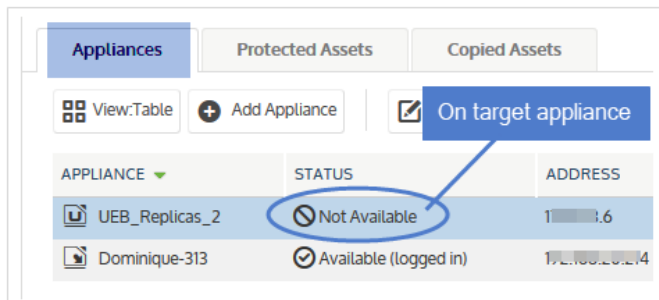 Appliances Protected Assets Copied Assets
View:Table Add Appliance On target appliance
APPLIANCE STATUS ADDRESS
UEB_Replicas_2 Not Available
Dominique-313 Available (logged in)